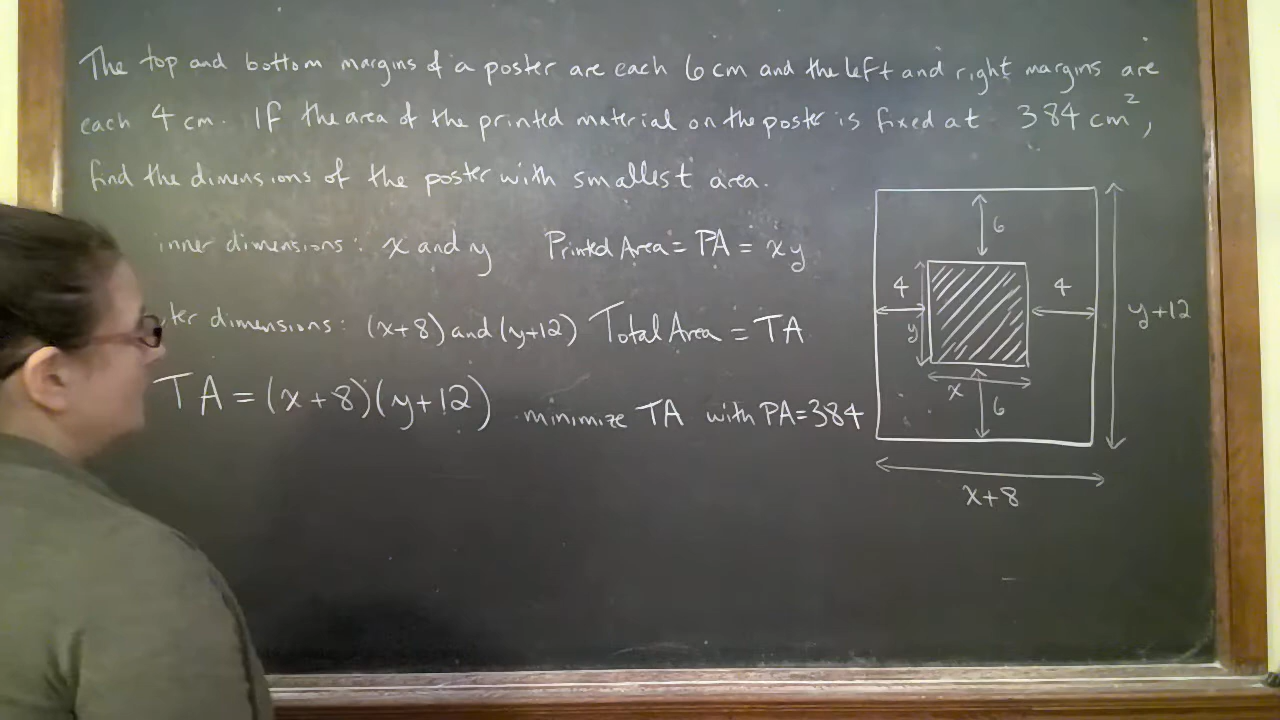 The top and bottom margins of a poster are each 6 cm and the left and right margins are
each 4 cm. If the area of the printed material on the poster is fixed at 384 cm²,
find the dimensions of the poster with smallest area.
inner dimensions: x and y Printed Area = PA = xy
dimensions: (x+8) and (y+12) Total Area = TA
TA = (x+8)(y+12) minimize TA with PA=384
6
4
4
y
y+12
x
6
x+8